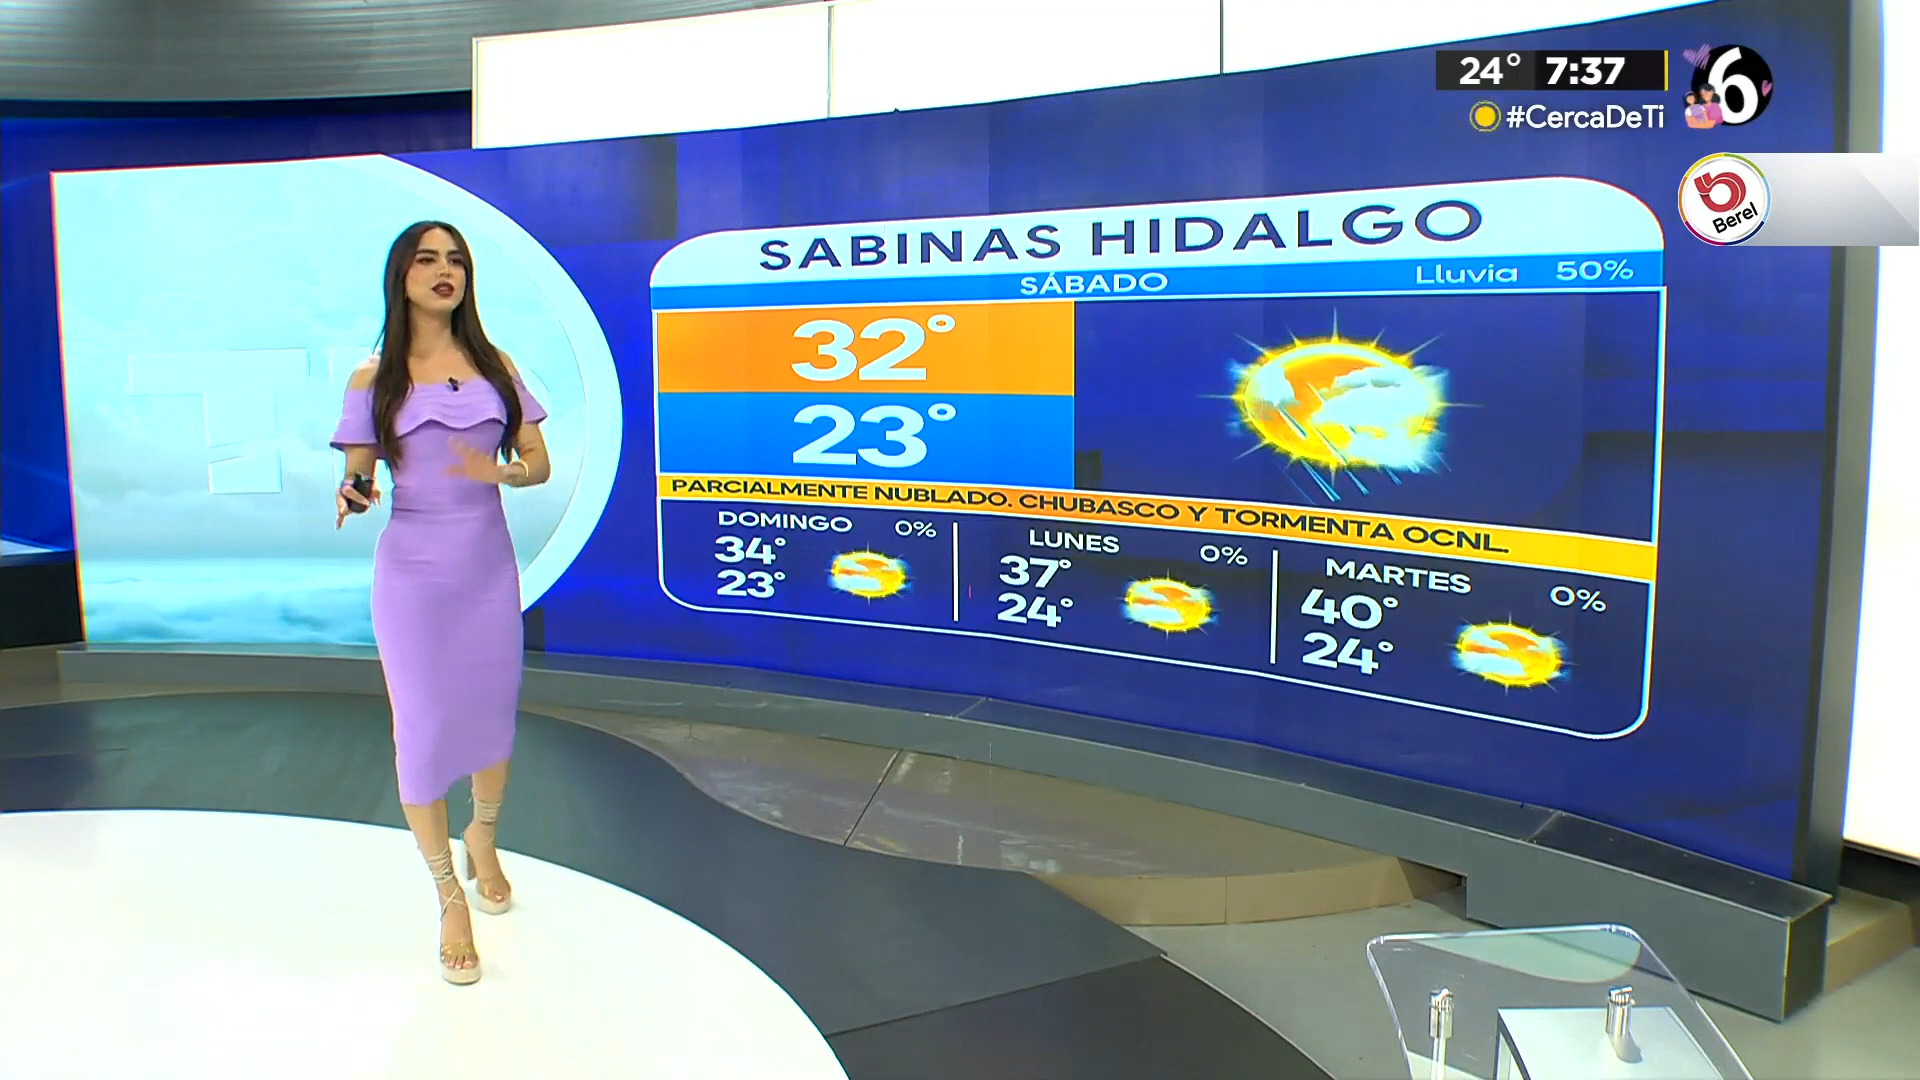 24° 7:37
#CercaDeTi
6
Berel
SABINAS HIDALGO
SÁBADO Lluvia 50%
32°
23°
PARCIALMENTE NUBLADO. CHUBASCO Y TORMENTA OCNL.
DOMINGO 0%
34°
23°
LUNES 0%
37°
24°
MARTES 0%
40°
24°